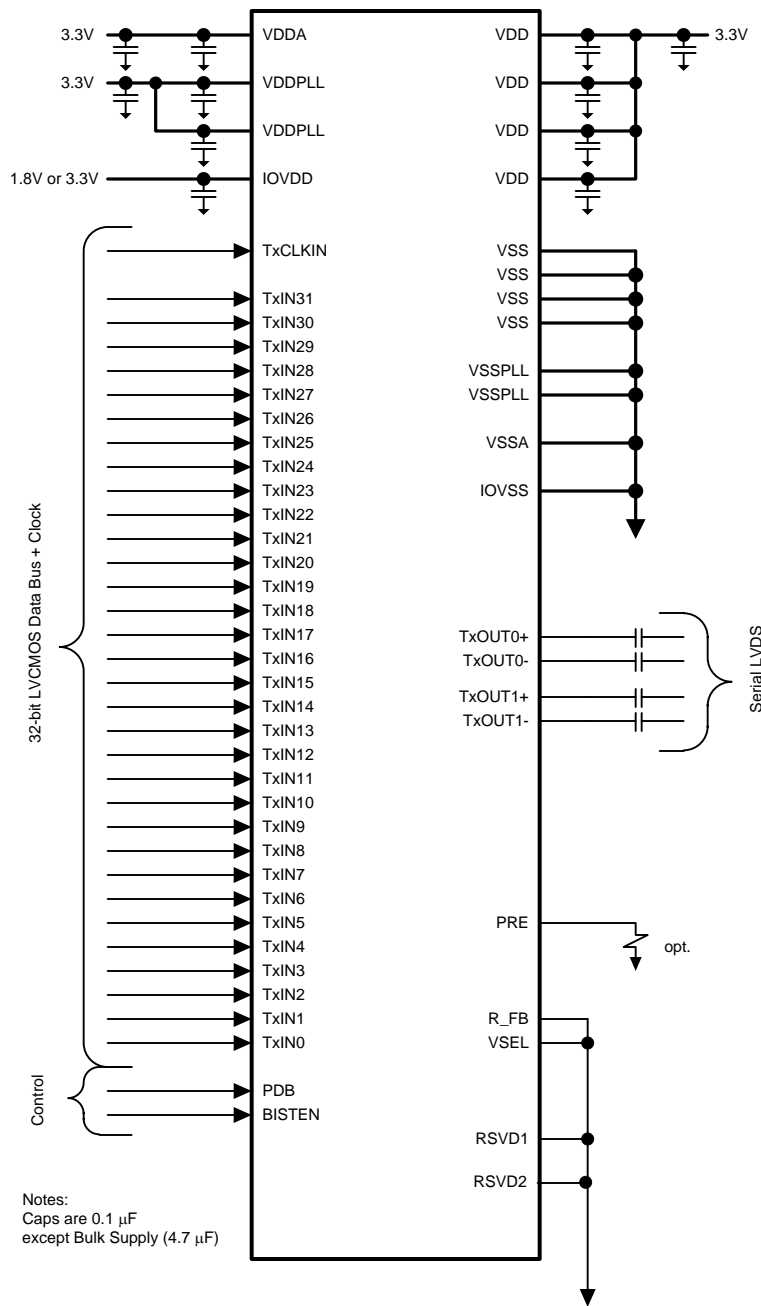 3.3V
VDDA
VDD
3.3V
3.3V
VDDPLL
VDD
VDDPLL
VDD
1.8V or 3.3V
IOVDD
VDD
TxCLKIN
VSS
VSS
TxIN31
VSS
TxIN30
VSS
TxIN29
TxIN28
VSSPLL
TxIN27
VSSPLL
TxIN26
TxIN25
VSSA
TxIN24
TxIN23
IOVSS
TxIN22
TxIN21
TxIN20
TxIN19
TxIN18
TxIN17
TxOUT0+
TxIN16
TxOUT0-
TxIN15
TxOUT1+
TxIN14
TxOUT1-
TxIN13
TxIN12
TxIN11
TxIN10
TxIN9
TxIN8
TxIN7
TxIN6
TxIN5
PRE
TxIN4
opt.
TxIN3
TxIN2
TxIN1
R_FB
TxIN0
VSEL
PDB
BISTEN
RSVD1
RSVD2
32-bit LVCMOS Data Bus + Clock
Control
Serial LVDS
Notes:
Caps are 0.1 μF
except Bulk Supply (4.7 μF)